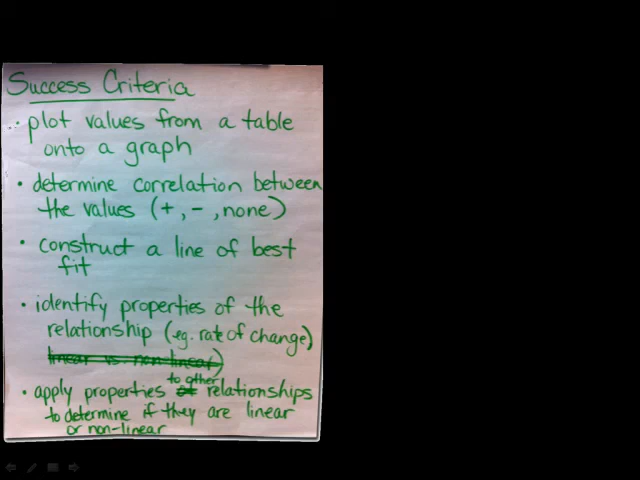 Success Criteria
· plot values from a table
onto a graph
· determine correlation between
the values (+, -, none)
· construct a line of best
fit
· identify properties of the
relationship (eg. rate of change)
linear vs. non linear)
to other
· apply properties of relationships
to determine if they are linear
or non-linear